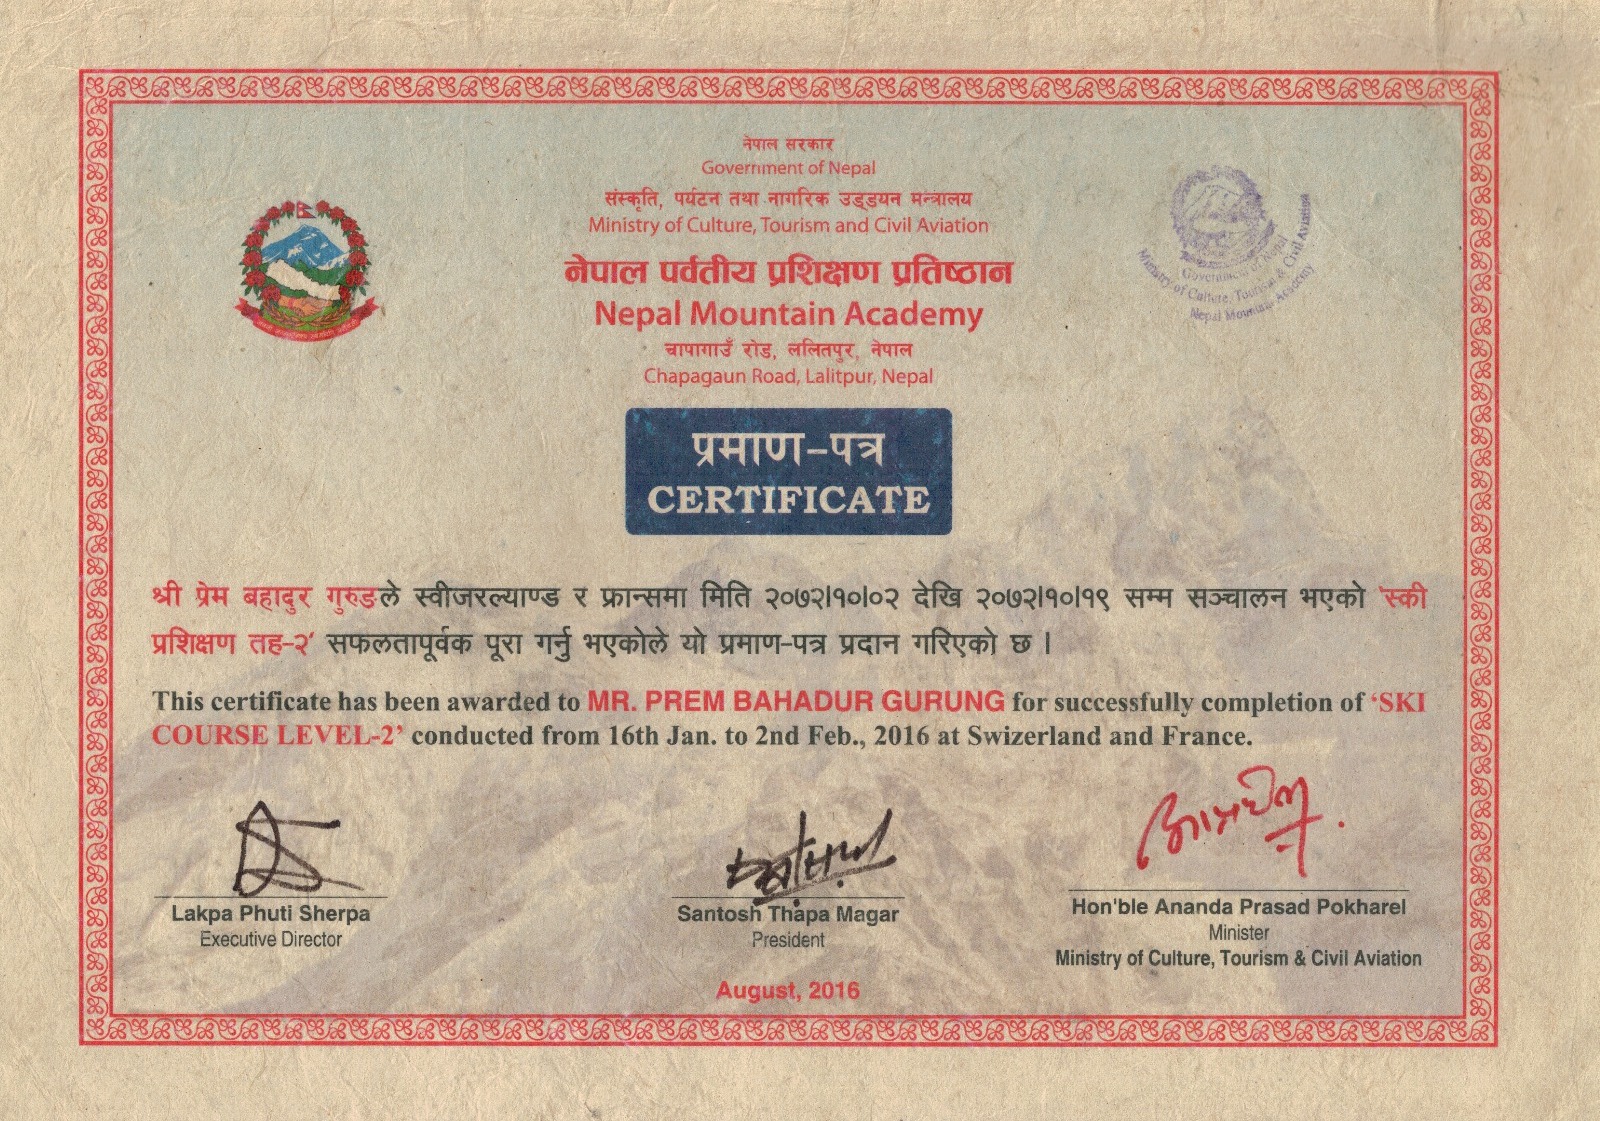 नेपाल सरकार
Government of Nepal
संस्कृति, पर्यटन तथा नागरिक उड्डयन मन्त्रालय
Ministry of Culture, Tourism and Civil Aviation
नेपाल पर्वतीय प्रशिक्षण प्रतिष्ठान
Nepal Mountain Academy
चापागाउँ रोड, ललितपुर, नेपाल
Chapagaun Road, Lalitpur, Nepal
Government of Nepal
Ministry of Culture, Tourism & Civil Aviation
Nepal Mountain Academy
प्रमाण-पत्र
CERTIFICATE
श्री प्रेम बहादुर गुरुङले स्वीजरल्याण्ड र फ्रान्समा मिति २०७२|१०|०२ देखि २०७२|१०|१९ सम्म सञ्चालन भएको 'स्की
प्रशिक्षण तह-२' सफलतापूर्वक पूरा गर्नु भएकोले यो प्रमाण-पत्र प्रदान गरिएको छ ।
This certificate has been awarded to MR. PREM BAHADUR GURUNG for successfully completion of ‘SKI
COURSE LEVEL-2’ conducted from 16th Jan. to 2nd Feb., 2016 at Swizerland and France.
Lakpa Phuti Sherpa
Executive Director
Santosh Thapa Magar
President
Hon'ble Ananda Prasad Pokharel
Minister
Ministry of Culture, Tourism & Civil Aviation
August, 2016